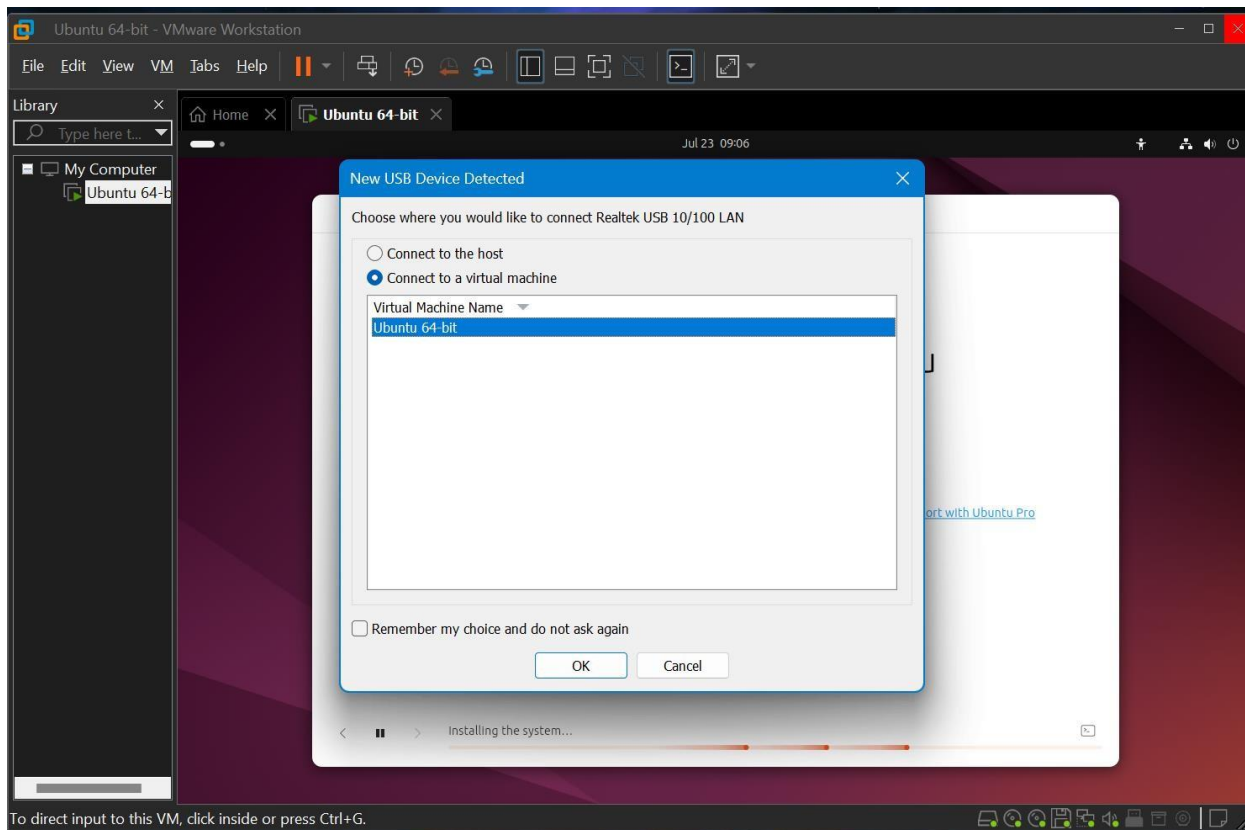 Ubuntu 64-bit - VMware Workstation
File Edit View VM Tabs Help
Library
Home
Ubuntu 64-bit
Type here t...
Jul 23 09:06
My Computer
Ubuntu 64-b
New USB Device Detected
Choose where you would like to connect Realtek USB 10/100 LAN
Connect to the host
Connect to a virtual machine
Virtual Machine Name
Ubuntu 64-bit
ort with Ubuntu Pro
Remember my choice and do not ask again
OK Cancel
Installing the system...
To direct input to this VM, click inside or press Ctrl+G.